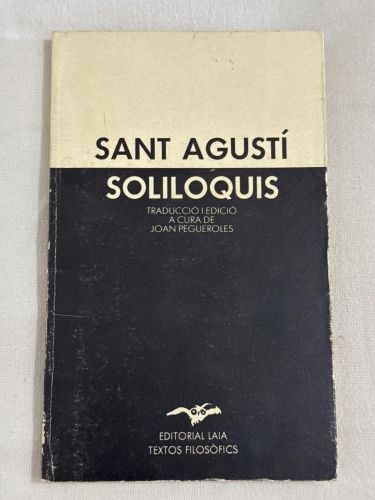 SANT AGUSTÍ
SOLILOQUIS
TRADUCCIÓ I EDICIÓ
A CURA DE
JOAN PEGUEROLES
EDITORIAL LAIA
TEXTOS FILOSÒFICS